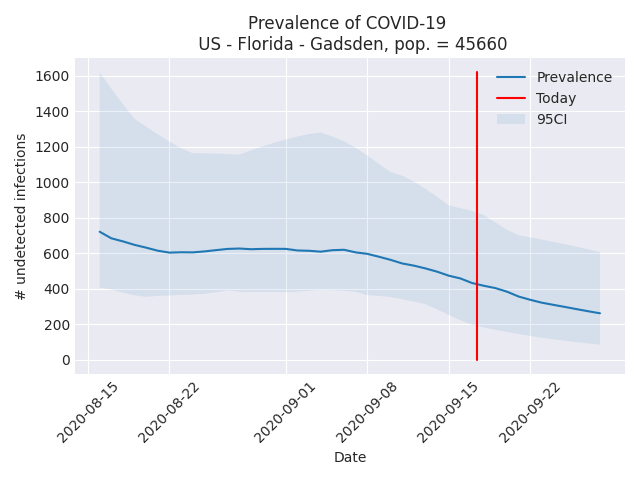 Prevalence of COVID-19
US - Florida - Gadsden, pop. = 45660
1600
1400
1200
1000
800
600
400
200
0
# undetected infections
Prevalence
Today
95CI
2020-08-15
2020-08-22
2020-09-01
2020-09-08
2020-09-15
2020-09-22
Date